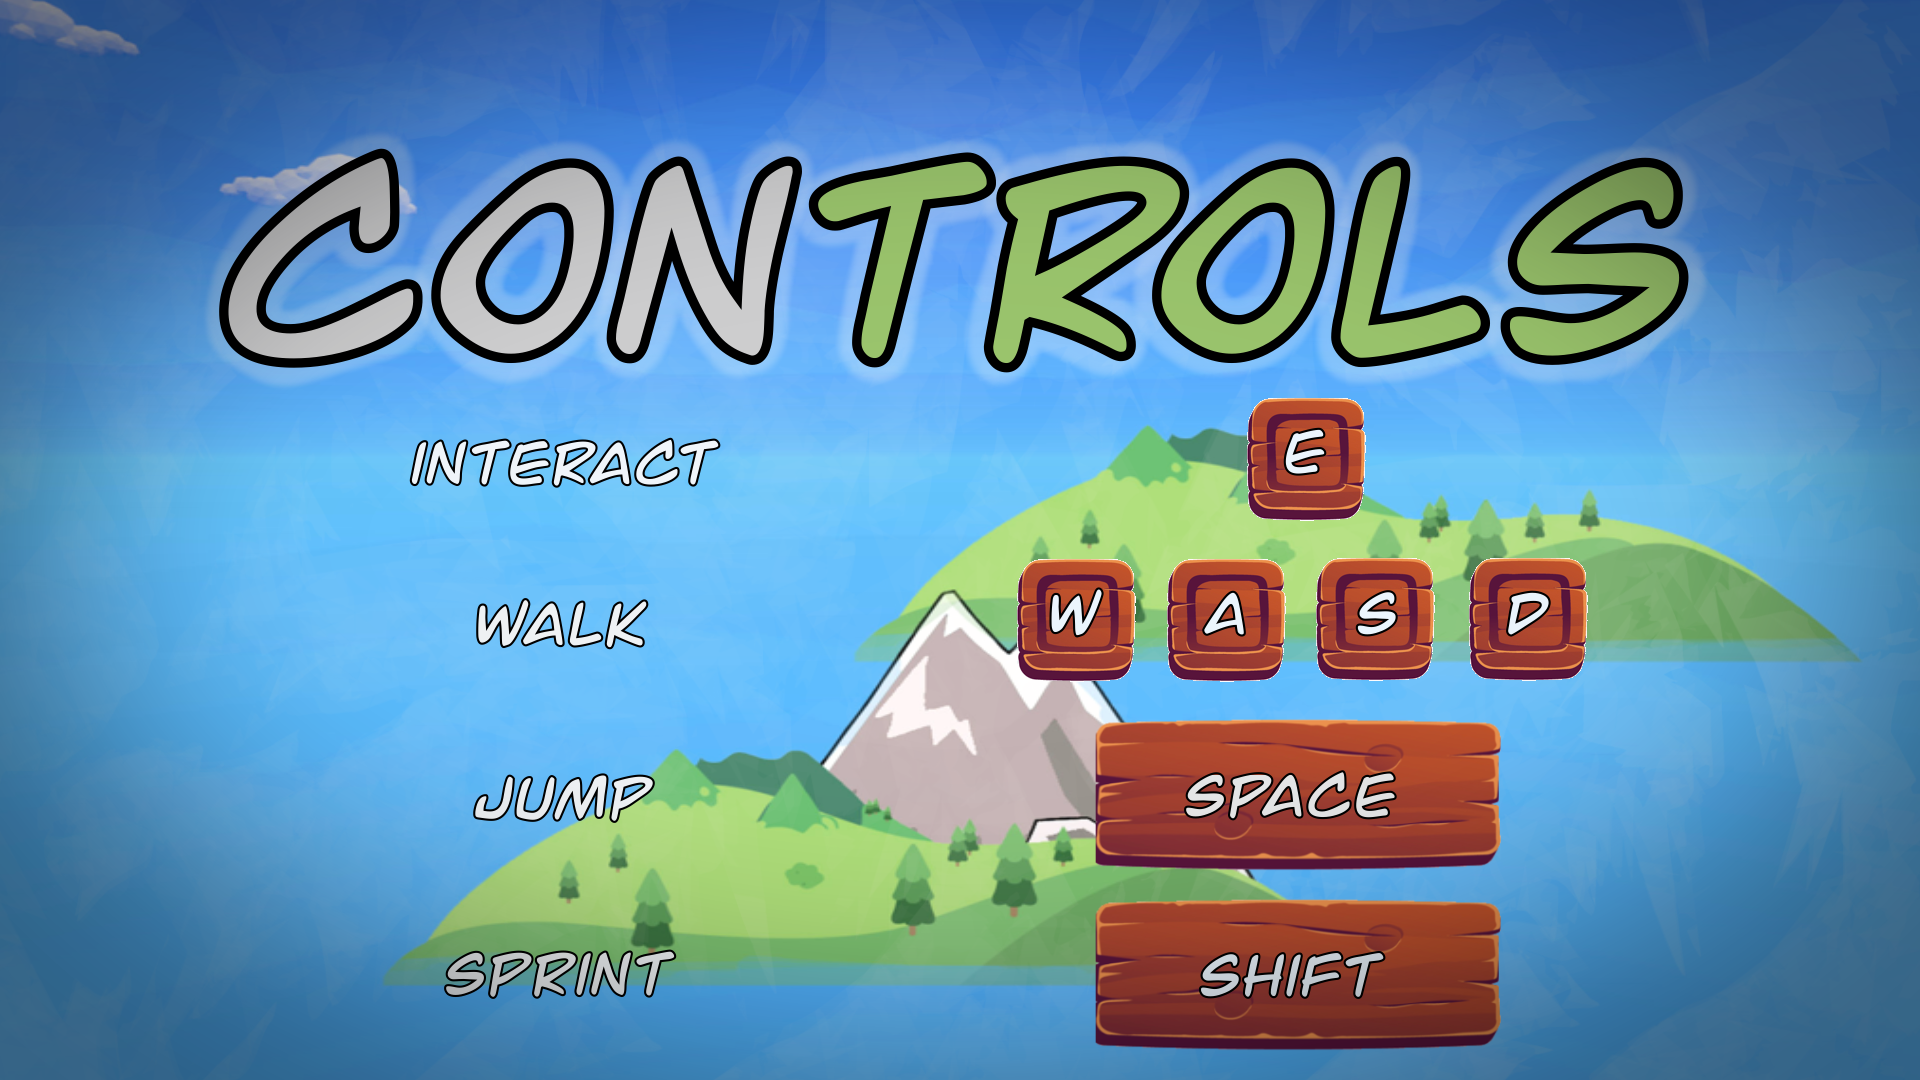 CONTROLS
INTERACT E
WALK W A S D
JUMP SPACE
SPRINT SHIFT